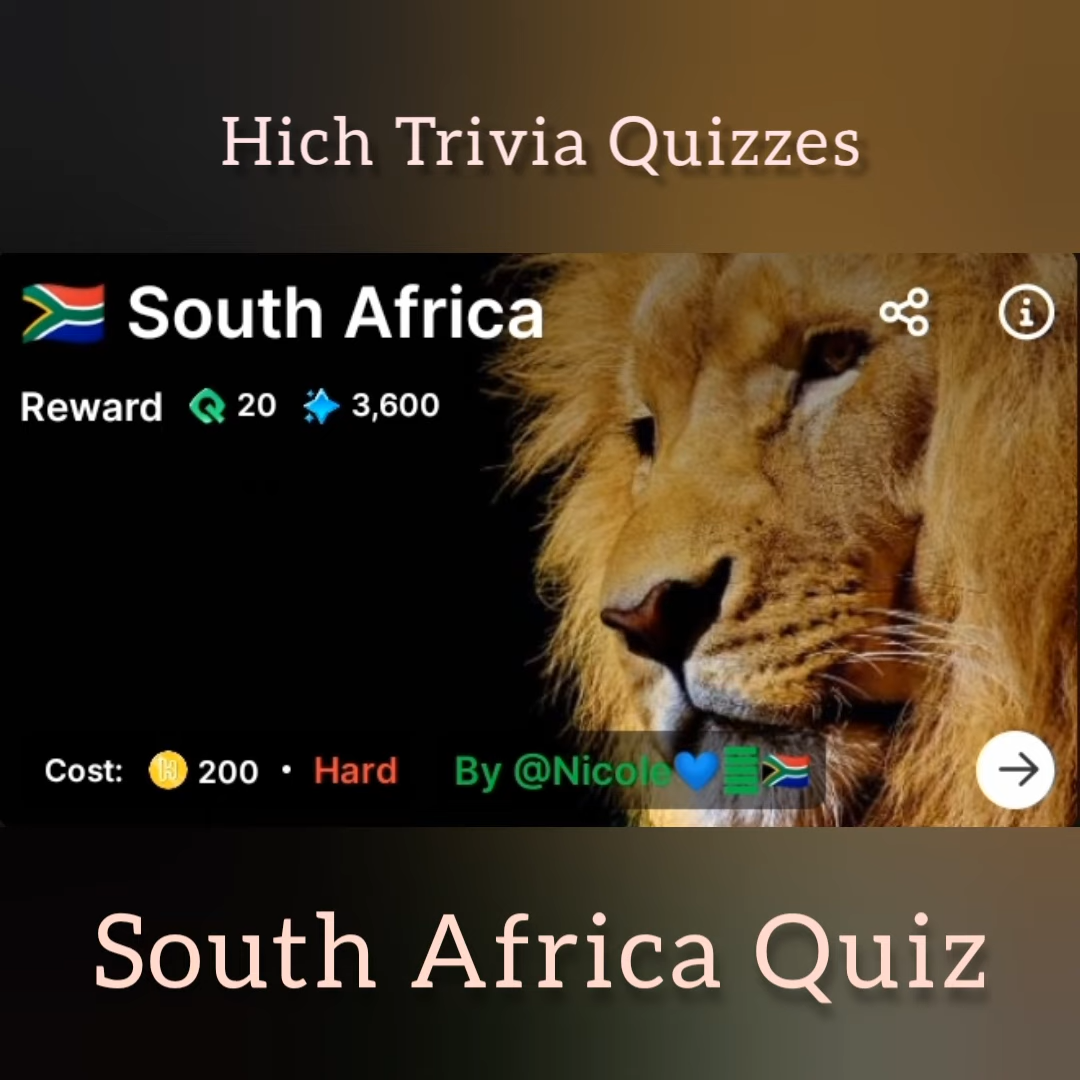 Hich Trivia Quizzes
🇿🇦 South Africa
Reward 20 3,600
Cost: 200 • Hard By @Nicole💙🇿🇦
South Africa Quiz